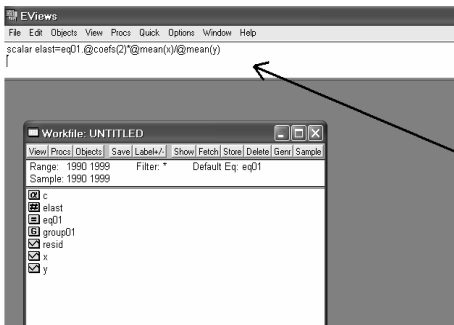 EViews
File Edit Objects View Procs Quick Options Window Help
scalar elast=eq01.@coefs(2)*@mean(x)/@mean(y)
Workfile: UNTITLED
View Procs Objects Save Label+/- Show Fetch Store Delete Genr Sample
Range: 1990 1999 Filter: * Default Eq: eq01
Sample: 1990 1999
c
elast
eq01
group01
resid
x
y